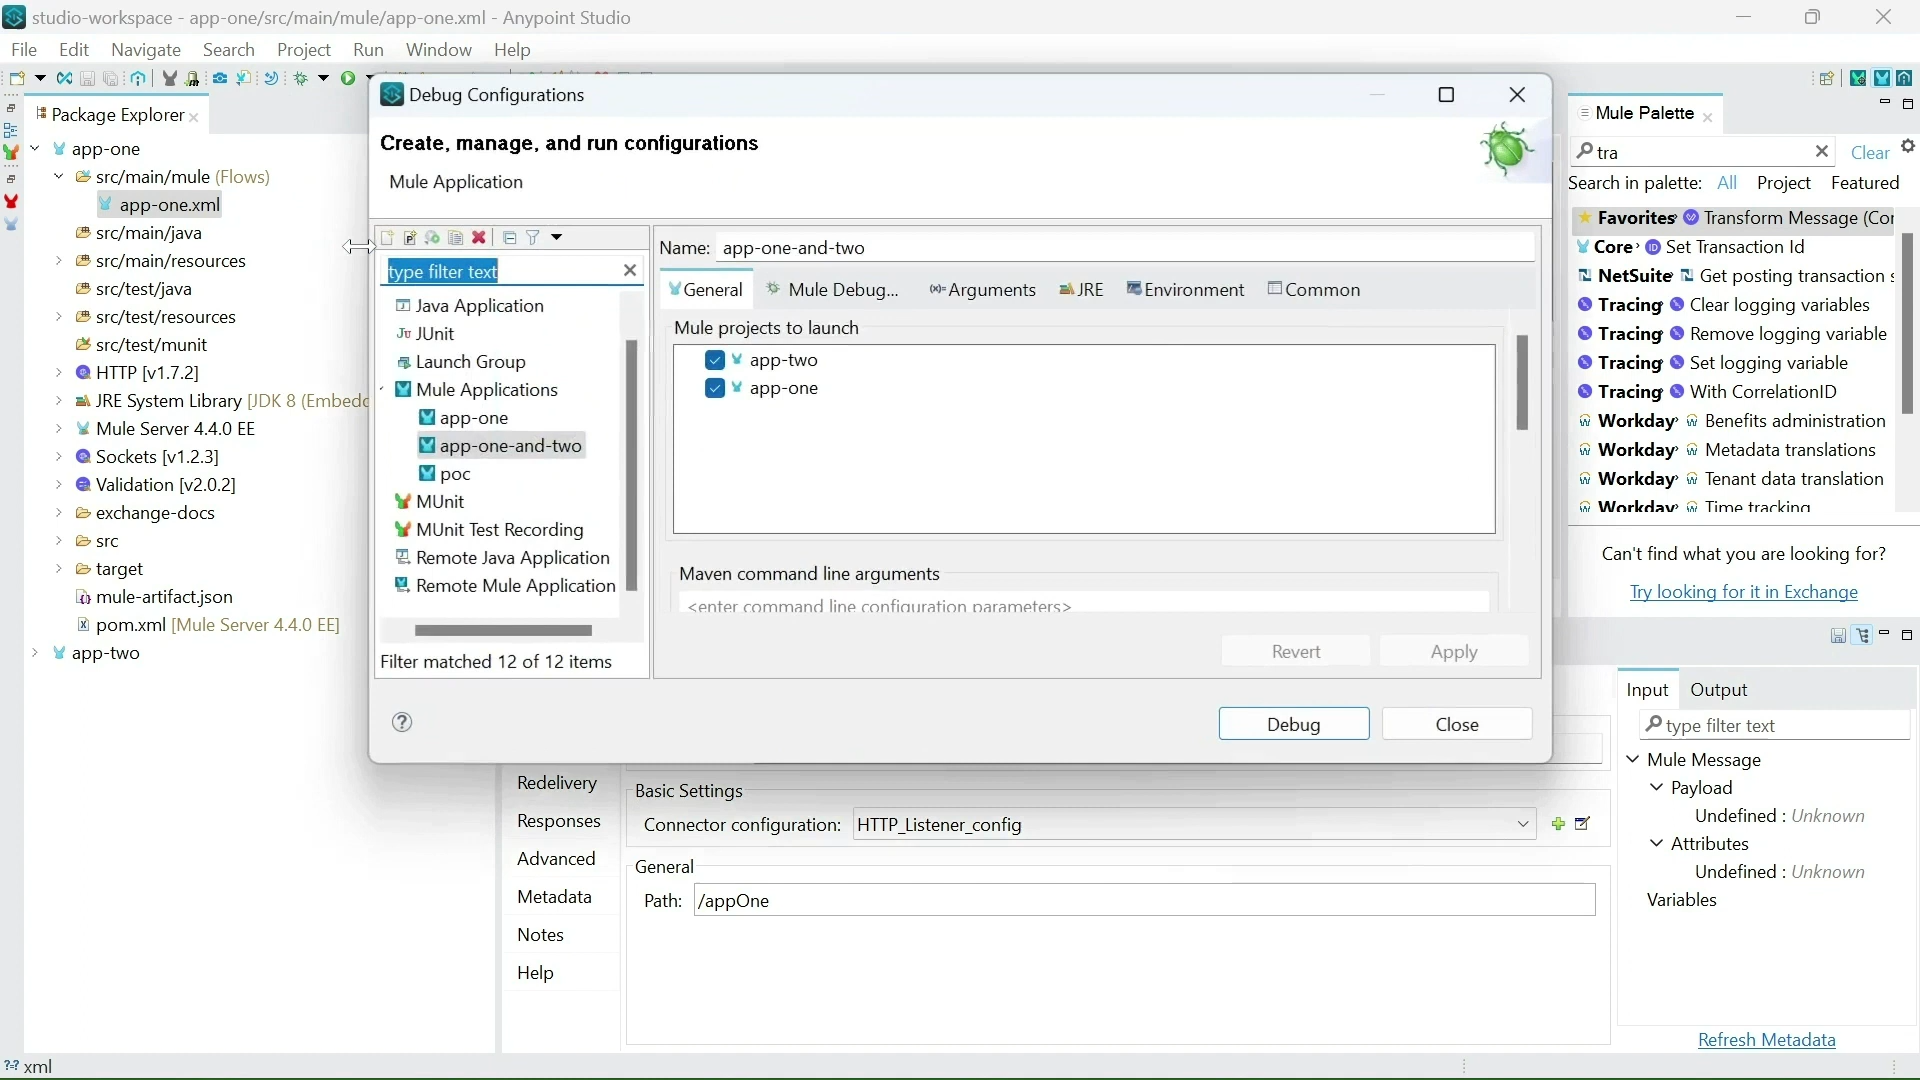 studio-workspace - app-one/src/main/mule/app-one.xml - Anypoint Studio
File Edit Navigate Search Project Run Window Help
Package Explorer
app-one
src/main/mule (Flows)
app-one.xml
src/main/java
src/main/resources
src/test/java
src/test/resources
src/test/munit
HTTP [v1.7.2]
JRE System Library [JDK 8 (Embedd
Mule Server 4.4.0 EE
Sockets [v1.2.3]
Validation [v2.0.2]
exchange-docs
src
target
mule-artifact.json
pom.xml [Mule Server 4.4.0 EE]
app-two
Debug Configurations
Create, manage, and run configurations
Mule Application
type filter text
Java Application
JUnit
Launch Group
Mule Applications
app-one
app-one-and-two
poc
MUnit
MUnit Test Recording
Remote Java Application
Remote Mule Application
Filter matched 12 of 12 items
Name: app-one-and-two
General Mule Debug... Arguments JRE Environment Common
Mule projects to launch
app-two
app-one
Maven command line arguments
<enter command line configuration parameters>
Revert Apply
Debug Close
Mule Palette
tra Clear
Search in palette: All Project Featured
Favorites Transform Message (Cor
Core Set Transaction Id
NetSuite Get posting transaction s
Tracing Clear logging variables
Tracing Remove logging variable
Tracing Set logging variable
Tracing With CorrelationID
Workday Benefits administration
Workday Metadata translations
Workday Tenant data translation
Workday Time tracking
Can't find what you are looking for?
Try looking for it in Exchange
Redelivery
Responses
Advanced
Metadata
Notes
Help
Basic Settings
Connector configuration: HTTP_Listener_config
General
Path: /appOne
Input Output
type filter text
Mule Message
Payload
Undefined : Unknown
Attributes
Undefined : Unknown
Variables
Refresh Metadata
xml